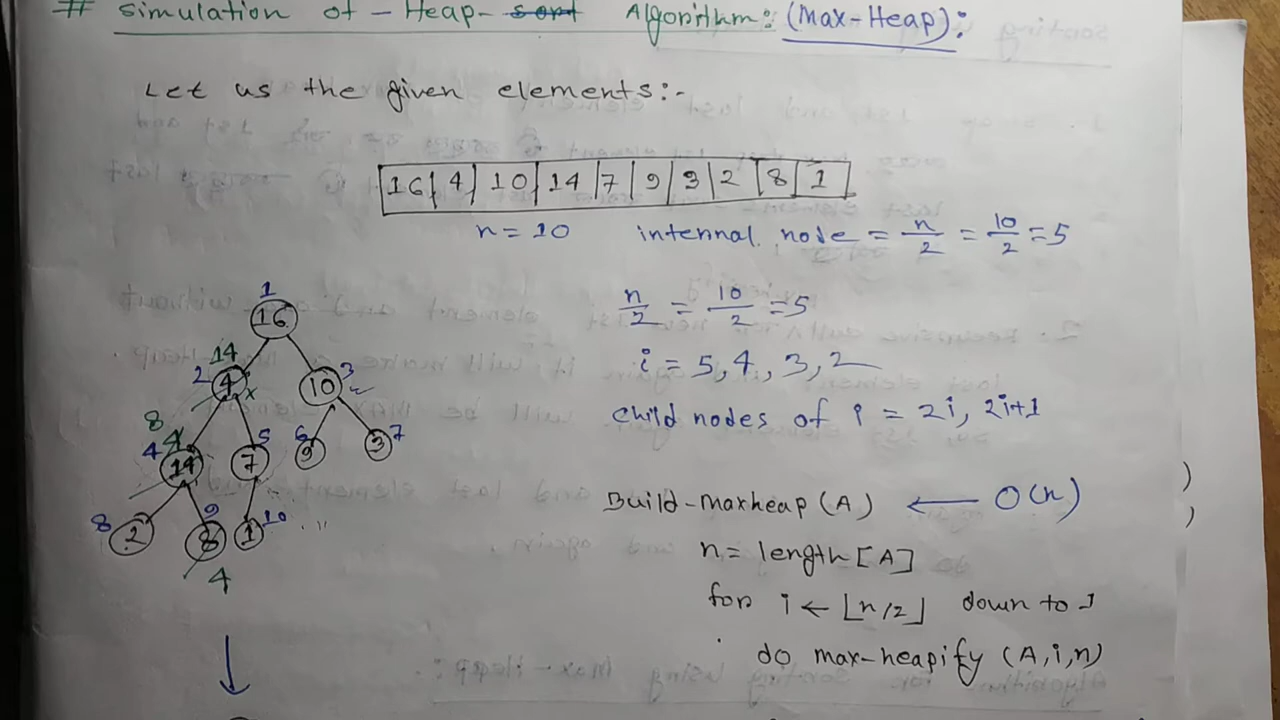 # simulation of - Heap- sort Algorithm: (Max-Heap):
Let us the given elements:-
16 4 10 14 7 9 3 2 8 1
n = 10 internal node = n/2 = 10/2 = 5
n/2 = 10/2 = 5
i = 5, 4, 3, 2
child nodes of i = 2i, 2i+1
1
16
14
2 4 x 10 3
8
4
4 14 5 7 6 9 3 7
8 2 9 8 1 10
4
Build-maxheap (A) ← O(n)
n = length [A]
for i ← ⌊n/2⌋ down to 1
do max-heapify (A, i, n)